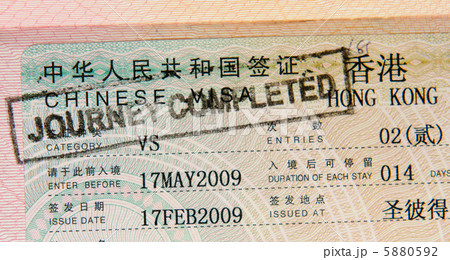 中华人民共和国签证 香港
CHINESE VISA HONG KONG
JOURNEY COMPLETED
次 数
CATEGORY VS ENTRIES 02(贰)
请于此前入境 入境后可停留
ENTER BEFORE 17MAY2009 DURATION OF EACH STAY 014 DAYS
签发日期 签发地点
ISSUE DATE 17FEB2009 ISSUED AT 圣彼得
pixta.jp - 5880592